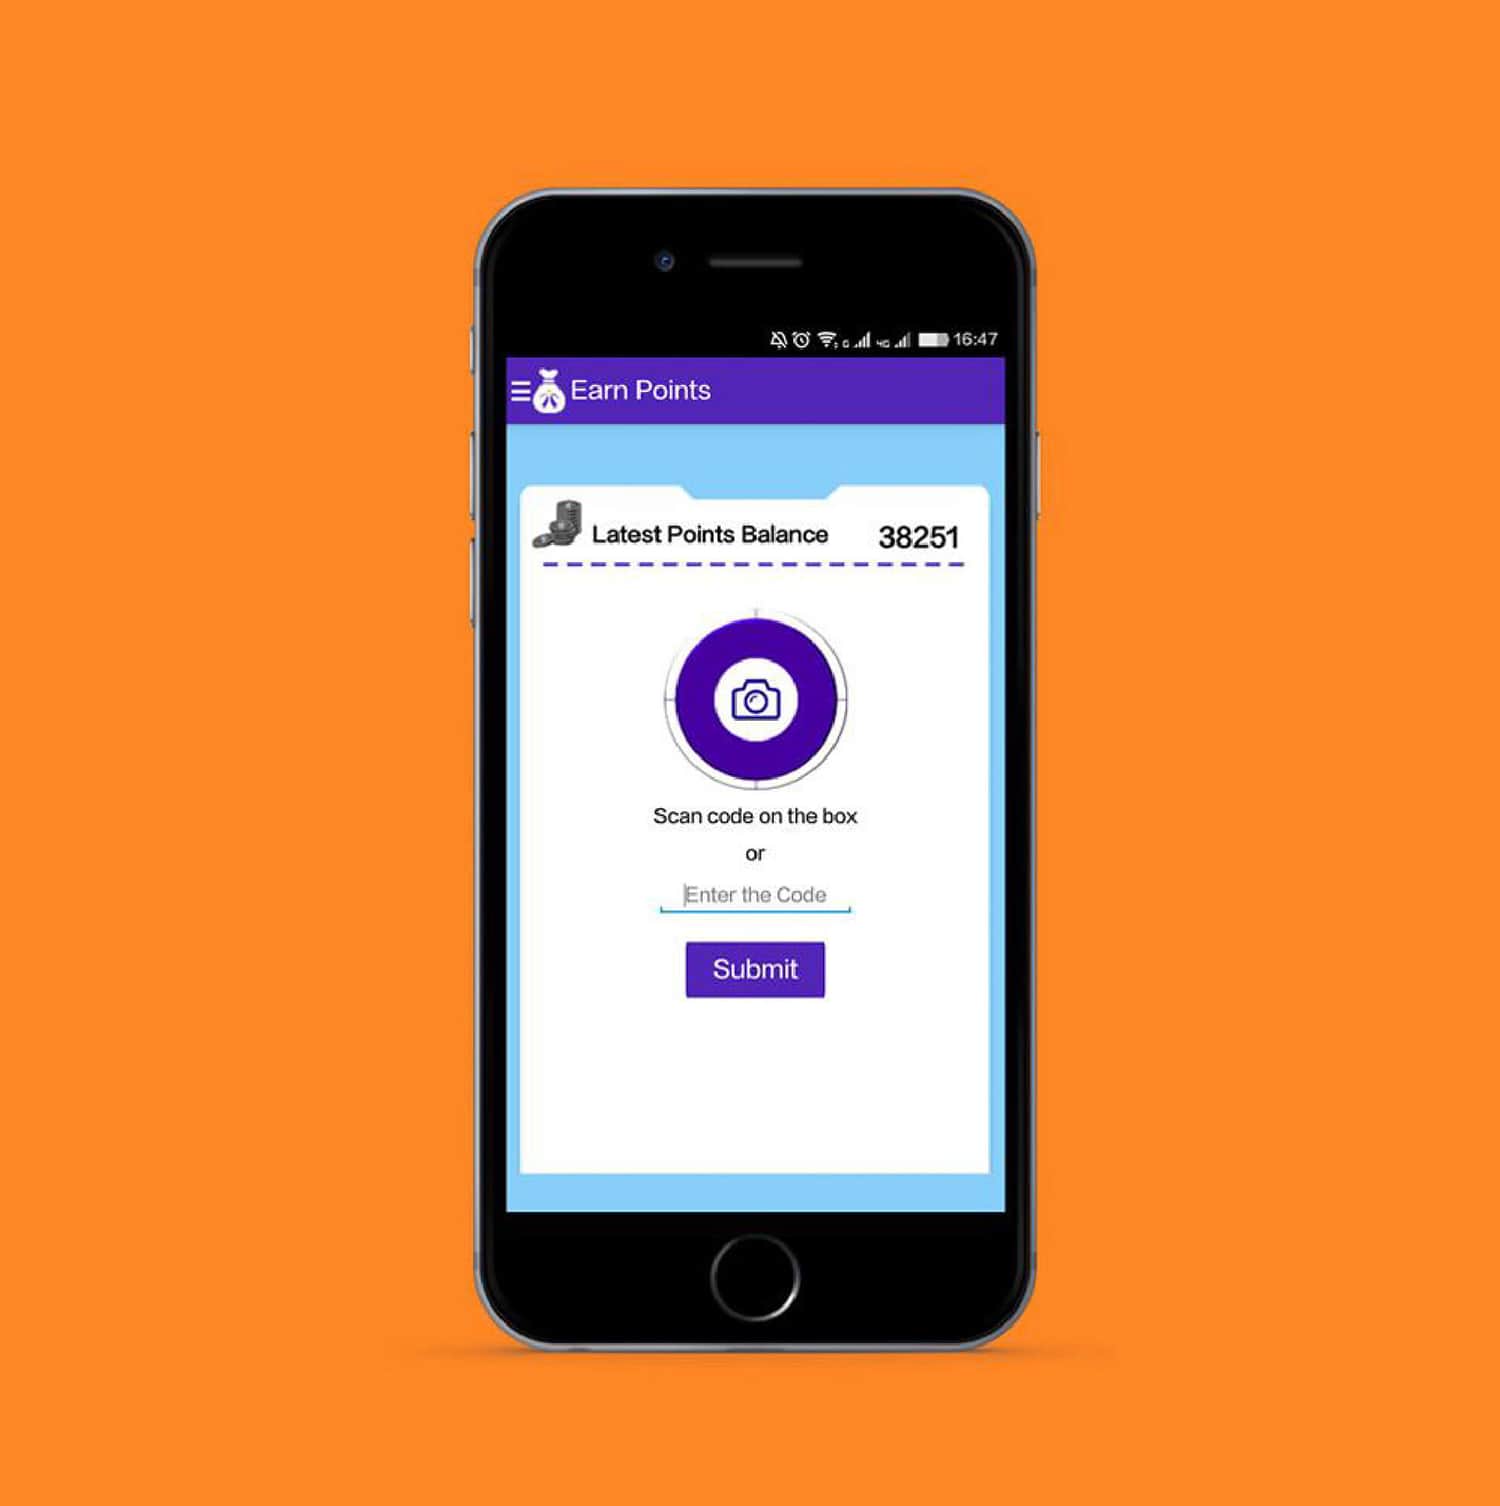 16:47
Earn Points
Latest Points Balance 38251
Scan code on the box
or
Enter the Code
Submit